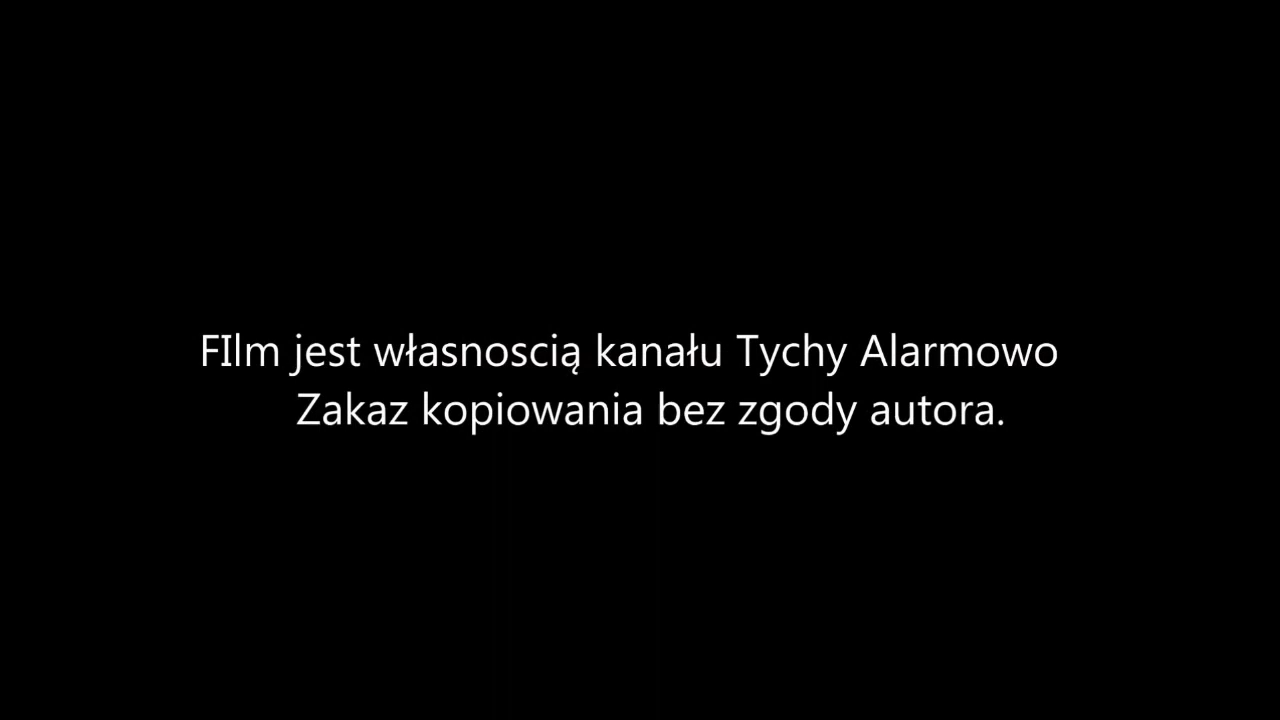 FIlm jest własnoscią kanału Tychy Alarmowo
Zakaz kopiowania bez zgody autora.